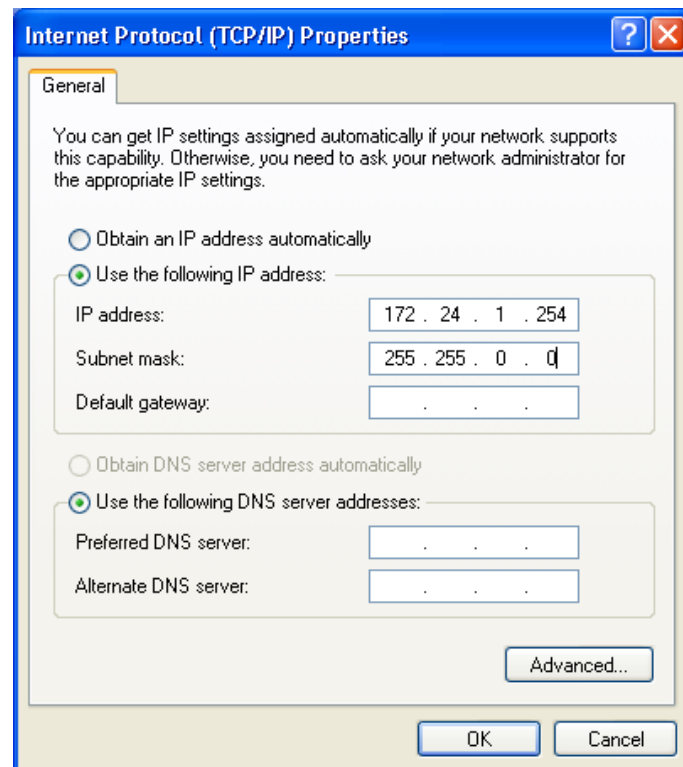 Internet Protocol (TCP/IP) Properties
General
You can get IP settings assigned automatically if your network supports
this capability. Otherwise, you need to ask your network administrator for
the appropriate IP settings.
Obtain an IP address automatically
Use the following IP address:
IP address: 172 . 24 . 1 . 254
Subnet mask: 255 . 255 . 0 . 0
Default gateway: . . .
Obtain DNS server address automatically
Use the following DNS server addresses:
Preferred DNS server: . . .
Alternate DNS server: . . .
Advanced...
OK Cancel